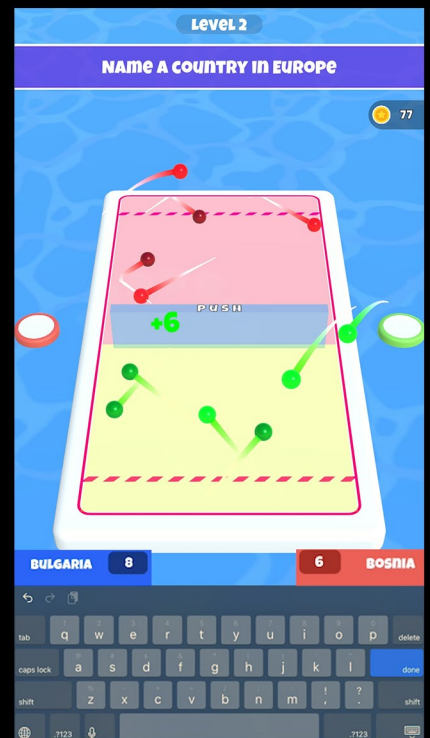 LEVEL 2
NAME A COUNTRY IN EUROPE
77
PUSH
+6
BULGARIA 8
6 BOSNIA
tab q w e r t y u i o p delete
caps lock a s d f g h j k l done
shift z x c v b n m ! , ? . shift
.?123 .?123